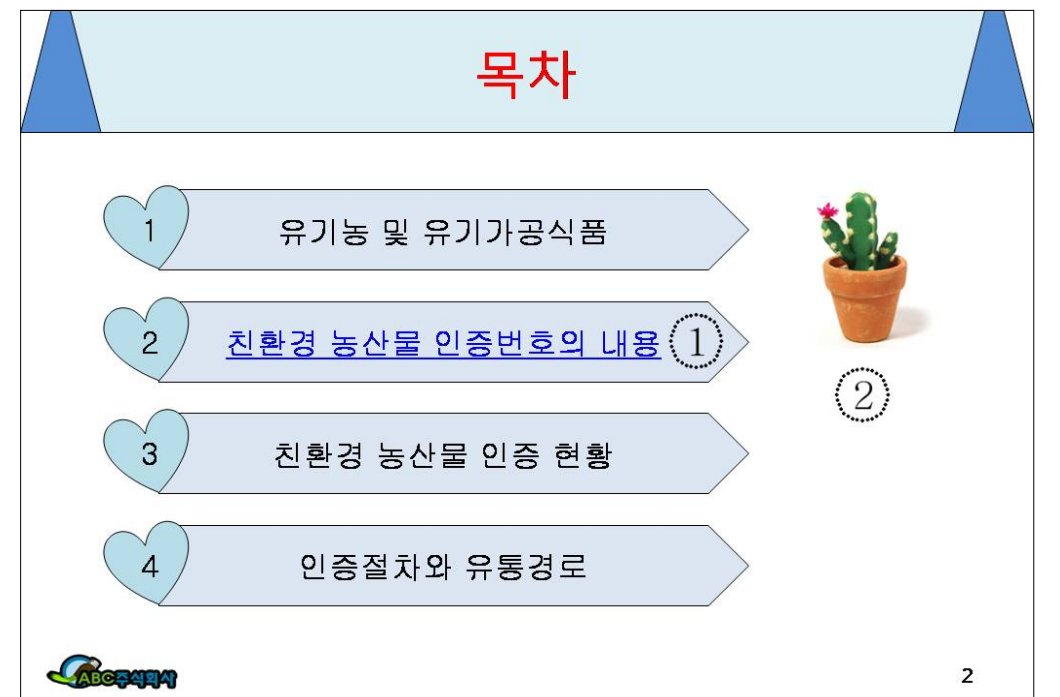 목차
1 유기농 및 유기가공식품
2 친환경 농산물 인증번호의 내용 ①
②
3 친환경 농산물 인증 현황
4 인증절차와 유통경로
ABC주식회사
2